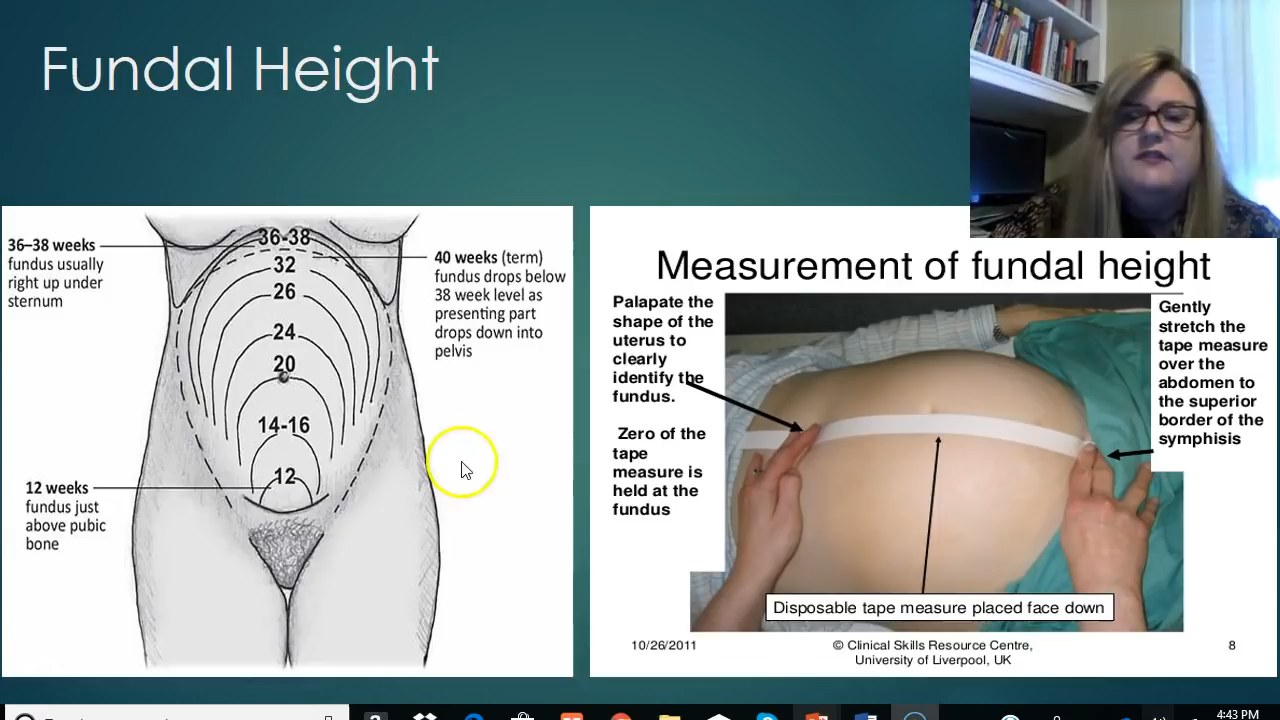 Fundal Height
36–38 weeks
fundus usually
right up under
sternum
36-38
32
26
24
20
14-16
12
40 weeks (term)
fundus drops below
38 week level as
presenting part
drops down into
pelvis
12 weeks
fundus just
above pubic
bone
Measurement of fundal height
Palapate the
shape of the
uterus to
clearly
identify the
fundus.
Zero of the
tape
measure is
held at the
fundus
Gently
stretch the
tape measure
over the
abdomen to
the superior
border of the
symphisis
Disposable tape measure placed face down
10/26/2011
© Clinical Skills Resource Centre,
University of Liverpool, UK
8
4:43 PM